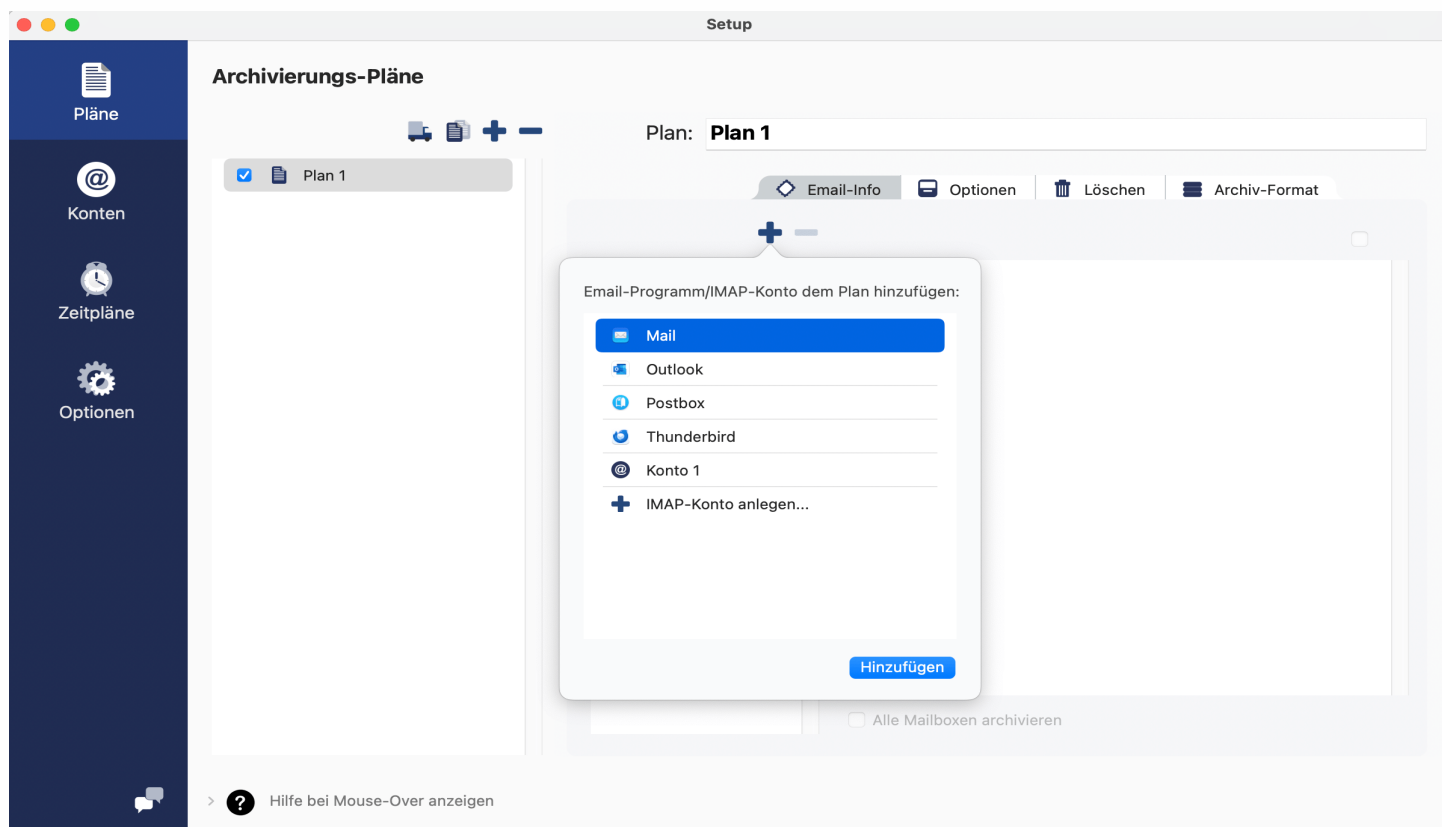 Setup
Pläne
Konten
Zeitpläne
Optionen
Archivierungs-Pläne
Plan 1
Plan: Plan 1
Email-Info
Optionen
Löschen
Archiv-Format
Email-Programm/IMAP-Konto dem Plan hinzufügen:
Mail
Outlook
Postbox
Thunderbird
@ Konto 1
IMAP-Konto anlegen...
Hinzufügen
Alle Mailboxen archivieren
? Hilfe bei Mouse-Over anzeigen